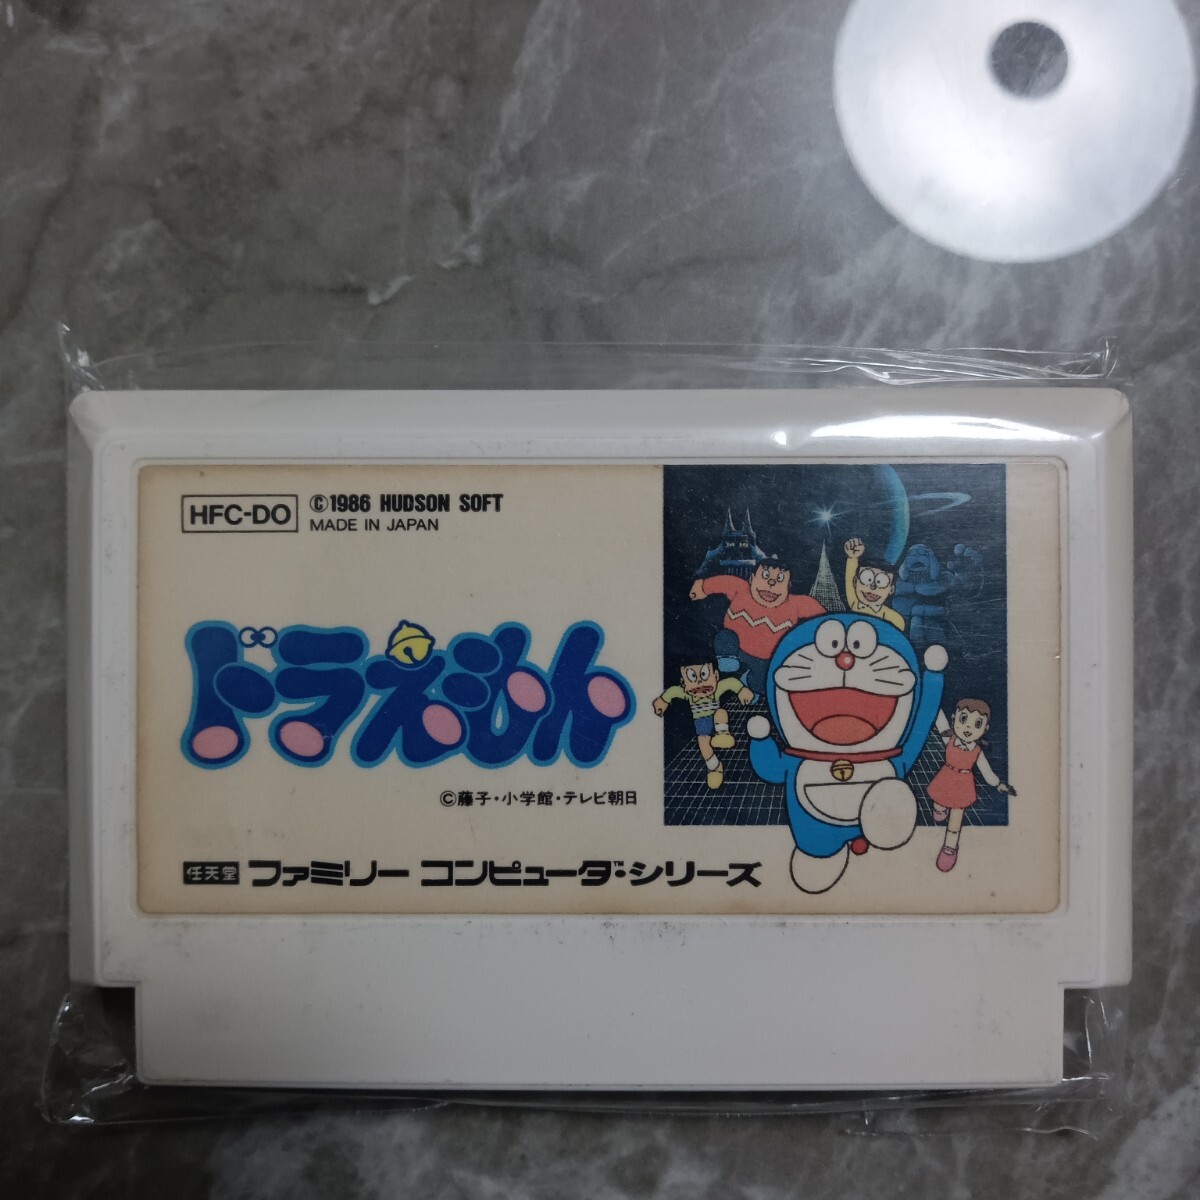 HFC-DO ©1986 HUDSON SOFT
MADE IN JAPAN
ドラえもん
©藤子・小学館・テレビ朝日
任天堂 ファミリー コンピュータ™・シリーズ